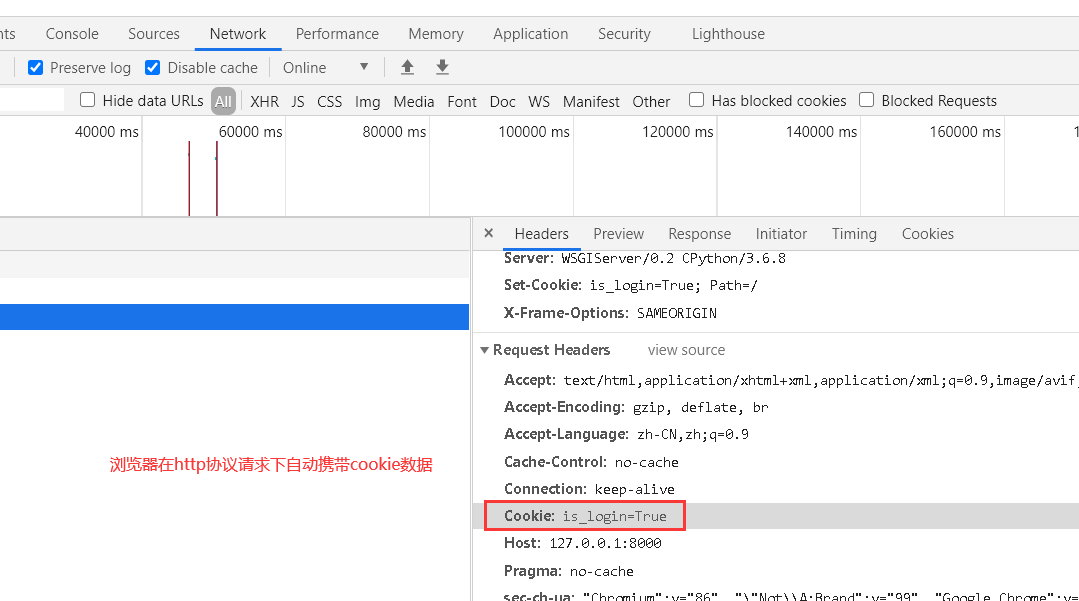 nts Console Sources Network Performance Memory Application Security Lighthouse
Preserve log Disable cache Online
Hide data URLs All XHR JS CSS Img Media Font Doc WS Manifest Other Has blocked cookies Blocked Requests
40000 ms 60000 ms 80000 ms 100000 ms 120000 ms 140000 ms 160000 ms 1
× Headers Preview Response Initiator Timing Cookies
Server: WSGIServer/0.2 CPython/3.6.8
Set-Cookie: is_login=True; Path=/
X-Frame-Options: SAMEORIGIN
Request Headers view source
Accept: text/html,application/xhtml+xml,application/xml;q=0.9,image/avif,
Accept-Encoding: gzip, deflate, br
Accept-Language: zh-CN,zh;q=0.9
Cache-Control: no-cache
浏览器在http协议请求下自动携带cookie数据
Connection: keep-alive
Cookie: is_login=True
Host: 127.0.0.1:8000
Pragma: no-cache
sec-ch-ua: "Chromium";v="86", "\"Not\\A;Brand";v="99", "Google Chrome";v=